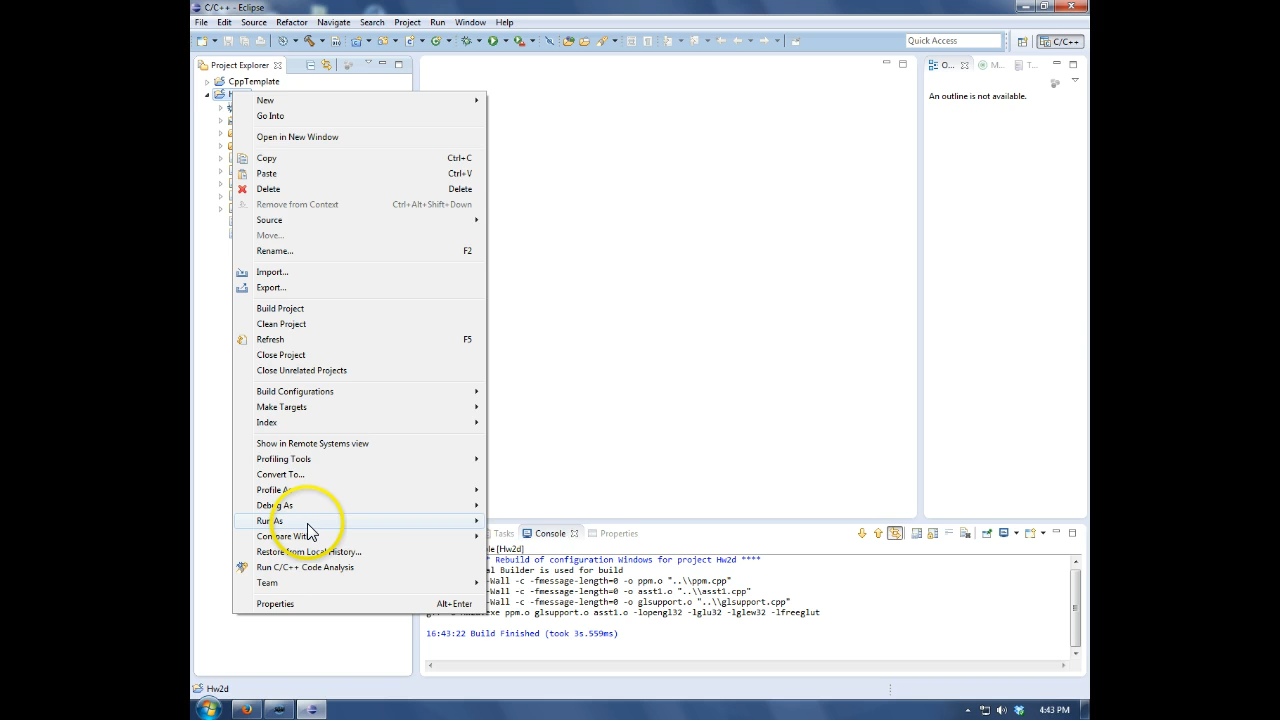 C/C++ - Eclipse
File Edit Source Refactor Navigate Search Project Run Window Help
Quick Access
C/C++
Project Explorer
O... M... T...
CppTemplate
An outline is not available.
New
Go Into
Open in New Window
Copy Ctrl+C
Paste Ctrl+V
Delete Delete
Remove from Context Ctrl+Alt+Shift+Down
Source
Move...
Rename... F2
Import...
Export...
Build Project
Clean Project
Refresh F5
Close Project
Close Unrelated Projects
Build Configurations
Make Targets
Index
Show in Remote Systems view
Profiling Tools
Convert To...
Profile As
Debug As
Run As
Compare With
Restore from Local History...
Run C/C++ Code Analysis
Team
Properties Alt+Enter
Tasks Console Properties
[Hw2d]
* Rebuild of configuration Windows for project Hw2d ****
al Builder is used for build
-Wall -c -fmessage-length=0 -o ppm.o "..\\ppm.cpp"
-Wall -c -fmessage-length=0 -o asst1.o "..\\asst1.cpp"
-Wall -c -fmessage-length=0 -o glsupport.o "..\\glsupport.cpp"
ppm.o glsupport.o asst1.o -lopengl32 -lglu32 -lglew32 -lfreeglut
16:43:22 Build Finished (took 3s.559ms)
Hw2d
4:43 PM